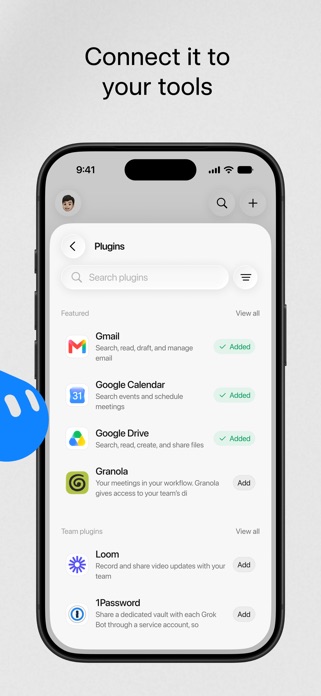 Connect it to
your tools
9:41
Plugins
Search plugins
Featured
View all
Gmail
Search, read, draft, and manage
email
Added
31
Google Calendar
Search events and schedule
meetings
Added
Google Drive
Search, read, create, and share files
Added
Granola
Your meetings in your workflow. Granola
gives access to your team's di
Add
Team plugins
View all
Loom
Record and share video updates with your
team
Add
1Password
Share a dedicated vault with each Grok
Bot through a service account, so
Add